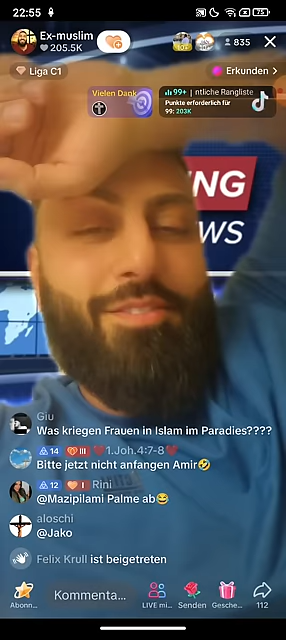 22:55
75
Ex-muslim
205.5K
835
Liga C1
Erkunden >
Vielen Dank
99+ | ntliche Rangliste
Punkte erforderlich für
99: 203K
NG
WS
Giu
Was kriegen Frauen in Islam im Paradies????
14 III ❤️1.Joh.4:7-8❤️
Bitte jetzt nicht anfangen Amir🤣
12 I Rini
@Mazipilami Palme ab😂
aloschi
@Jako
Felix Krull ist beigetreten
Abonn...
Kommenta...
LIVE mi...
Senden
Gesche...
112